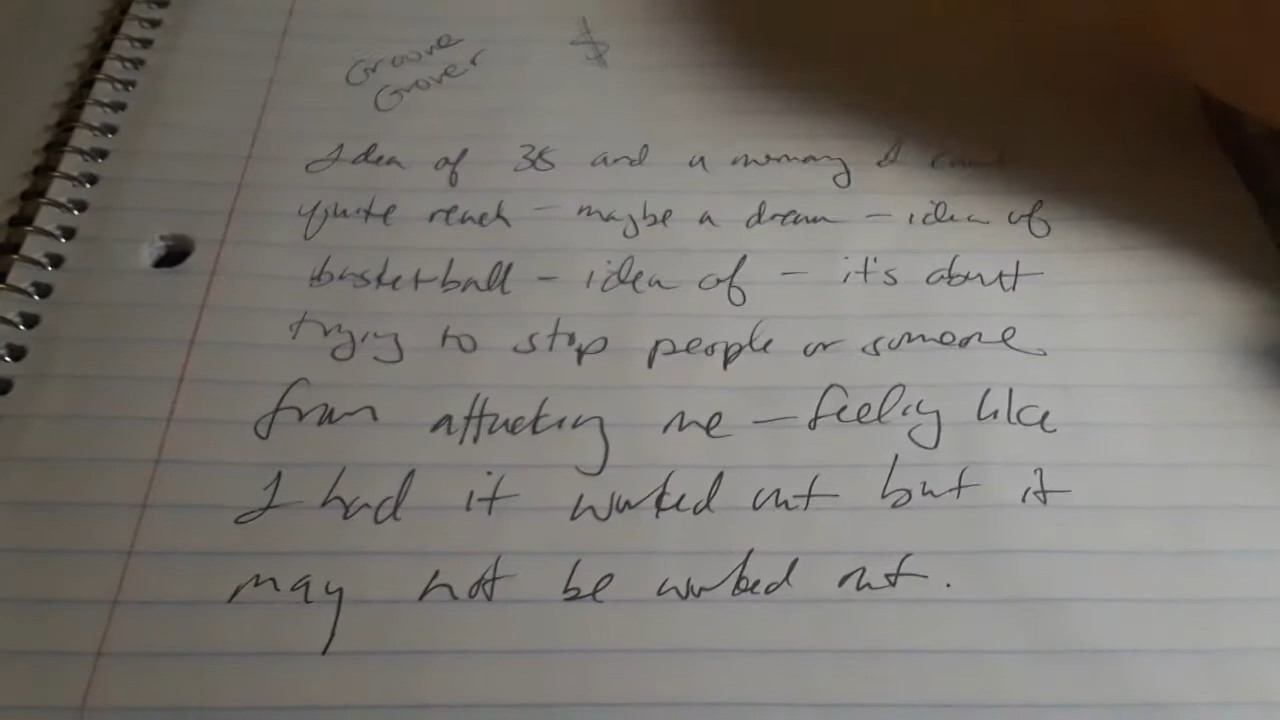 Groove
Grover
$
Idea of 36 and a memory I
quite reach - maybe a dream - idea of
basketball - idea of - it's about
trying to stop people or someone
from attacking me - feeling like
I had it worked out but it
may not be worked out.